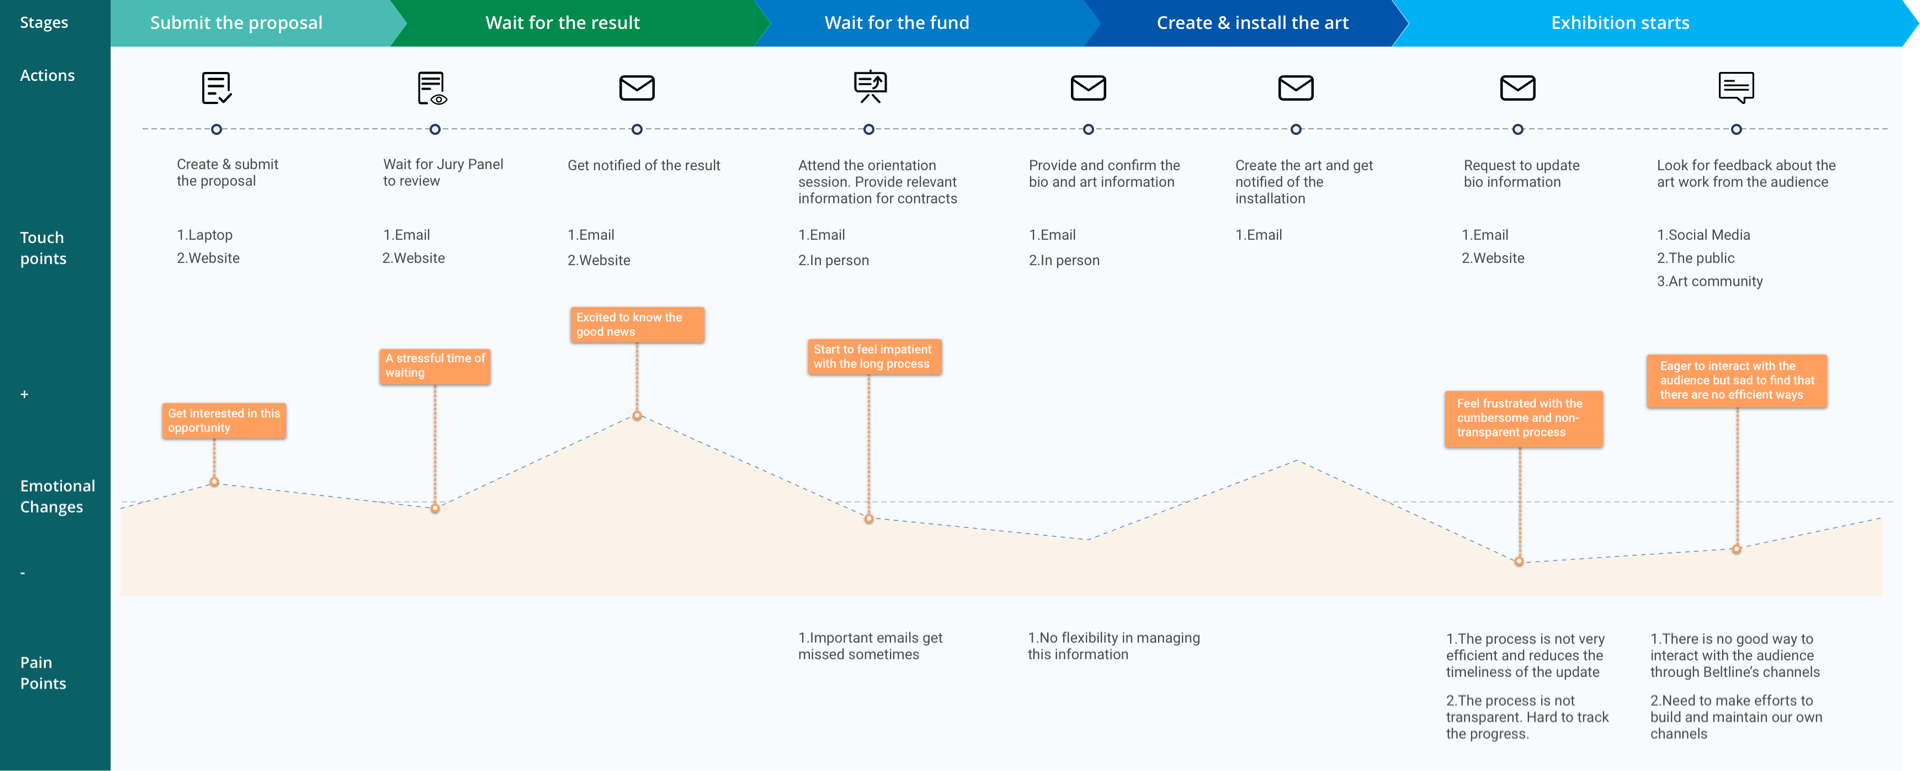 Stages
Submit the proposal
Wait for the result
Wait for the fund
Create & install the art
Exhibition starts
Actions
Create & submit
the proposal
Wait for Jury Panel
to review
Get notified of the result
Attend the orientation
session. Provide relevant
information for contracts
Provide and confirm the
bio and art information
Create the art and get
notified of the
installation
Request to update
bio information
Look for feedback about the
art work from the audience
Touch
points
1.Laptop
2.Website
1.Email
2.Website
1.Email
2.Website
1.Email
2.In person
1.Email
2.In person
1.Email
1.Email
2.Website
1.Social Media
2.The public
3.Art community
+
Emotional
Changes
-
Get interested in this
opportunity
A stressful time of
waiting
Excited to know the
good news
Start to feel impatient
with the long process
Feel frustrated with the
cumbersome and non-
transparent process
Eager to interact with the
audience but sad to find that
there are no efficient ways
Pain
Points
1.Important emails get
missed sometimes
1.No flexibility in managing
this information
1.The process is not very
efficient and reduces the
timeliness of the update
2.The process is not
transparent. Hard to track
the progress.
1.There is no good way to
interact with the audience
through Beltline's channels
2.Need to make efforts to
build and maintain our own
channels